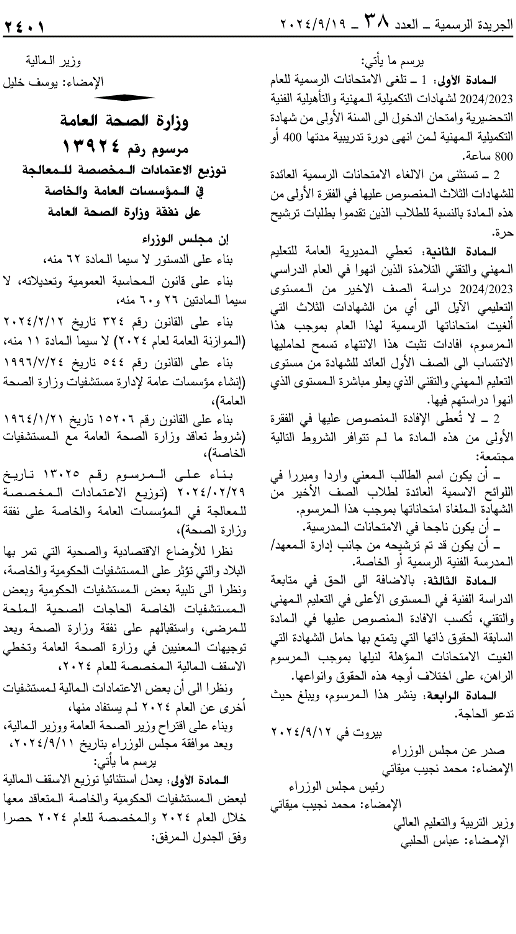 الجريدة الرسمية ــ العدد ٣٨ ــ ٢٠٢٤/٩/١٩
٢٤٠١
يرسم ما يأتي:
المادة الأولى: 1 ــ تلغى الامتحانات الرسمية للعام
2024/2023 لشهادات التكميلية المهنية والتأهيلية الفنية
التحضيرية وامتحان الدخول الى السنة الأولى من شهادة
التكميلية المهنية لمن انهى دورة تدريبية مدتها 400 أو
800 ساعة.
2 ــ تستثنى من الالغاء الامتحانات الرسمية العائدة
للشهادات الثلاث المنصوص عليها في الفقرة الأولى من
هذه المادة بالنسبة للطلاب الذين تقدموا بطلبات ترشيح
حرة.
المادة الثانية: تعطي المديرية العامة للتعليم
المهني والتقني التلامذة الذين انهوا في العام الدراسي
2024/2023 دراسة الصف الاخير من المستوى
التعليمي الآيل الى أي من الشهادات الثلاث التي
ألغيت امتحاناتها الرسمية لهذا العام بموجب هذا
المرسوم، افادات تثبت هذا الانتهاء تسمح لحامليها
الانتساب الى الصف الأول العائد للشهادة من مستوى
التعليم المهني والتقني الذي يعلو مباشرة المستوى الذي
انهوا دراستهم فيها.
2 ــ لا تُعطى الإفادة المنصوص عليها في الفقرة
الأولى من هذه المادة ما لم تتوافر الشروط التالية
مجتمعة:
ــ أن يكون اسم الطالب المعني واردا ومبررا في
اللوائح الاسمية العائدة لطلاب الصف الأخير من
الشهادة الملغاة امتحاناتها بموجب هذا المرسوم.
ــ أن يكون ناجحا في الامتحانات المدرسية.
ــ أن يكون قد تم ترشيحه من جانب إدارة المعهد/
المدرسة الفنية الرسمية أو الخاصة.
المادة الثالثة: بالاضافة الى الحق في متابعة
الدراسة الفنية في المستوى الأعلى في التعليم المهني
والتقني، تُكسب الافادة المنصوص عليها في المادة
السابقة الحقوق ذاتها التي يتمتع بها حامل الشهادة التي
الغيت الامتحانات المؤهلة لنيلها بموجب المرسوم
الراهن، على اختلاف أوجه هذه الحقوق وانواعها.
المادة الرابعة: ينشر هذا المرسوم، ويبلغ حيث
تدعو الحاجة.
بيروت في ٢٠٢٤/٩/١٢
صدر عن مجلس الوزراء
الإمضاء: محمد نجيب ميقاتي
رئيس مجلس الوزراء
الإمضاء: محمد نجيب ميقاتي
وزير التربية والتعليم العالي
الإمضاء: عباس الحلبي
وزير المالية
الإمضاء: يوسف خليل
وزارة الصحة العامة
مرسوم رقم ١٣٩٢٤
توزيع الاعتمادات المخصصة للمعالجة
في المؤسسات العامة والخاصة
على نفقة وزارة الصحة العامة
إن مجلس الوزراء
بناء على الدستور لا سيما المادة ٦٢ منه،
بناء على قانون المحاسبة العمومية وتعديلاته، لا
سيما المادتين ٢٦ و٦٠ منه،
بناء على القانون رقم ٣٢٤ تاريخ ٢٠٢٤/٢/١٢
(الموازنة العامة لعام ٢٠٢٤) لا سيما المادة ١١ منه،
بناء على القانون رقم ٥٤٤ تاريخ ١٩٩٦/٧/٢٤
(إنشاء مؤسسات عامة لإدارة مستشفيات وزارة الصحة
العامة)،
بناء على القانون رقم ١٥٢٠٦ تاريخ ١٩٦٤/١/٢١
(شروط تعاقد وزارة الصحة العامة مع المستشفيات
الخاصة)،
بناء على المرسوم رقم ١٣٠٢٥ تاريخ
٢٠٢٤/٠٢/٢٩ (توزيع الاعتمادات المخصصة
للمعالجة في المؤسسات العامة والخاصة على نفقة
وزارة الصحة)،
نظرا للأوضاع الاقتصادية والصحية التي تمر بها
البلاد والتي تؤثر على المستشفيات الحكومية والخاصة،
ونظرا الى تلبية بعض المستشفيات الحكومية وبعض
المستشفيات الخاصة الحاجات الصحية الملحة
للمرضى، واستقبالهم على نفقة وزارة الصحة وبعد
توجيهات المعنيين في وزارة الصحة العامة وتخطي
الاسقف المالية المخصصة للعام ٢٠٢٤،
ونظرا الى أن بعض الاعتمادات المالية لمستشفيات
أخرى عن العام ٢٠٢٤ لم يستفاد منها،
وبناء على اقتراح وزير الصحة العامة ووزير المالية،
وبعد موافقة مجلس الوزراء بتاريخ ٢٠٢٤/٩/١١،
يرسم ما يأتي:
المادة الأولى: يعدل استثنائيا توزيع الاسقف المالية
لبعض المستشفيات الحكومية والخاصة المتعاقد معها
خلال العام ٢٠٢٤ والمخصصة للعام ٢٠٢٤ حصرا
وفق الجدول المرفق: